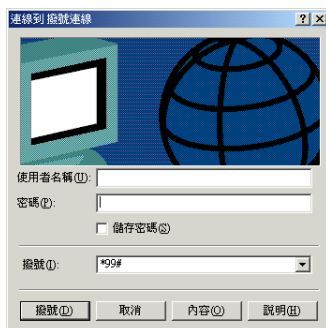 連線到 撥號連線
使用者名稱(U):
密碼(P):
儲存密碼(S)
撥號(I): *99#
撥號(D) 取消 內容(O) 說明(H)